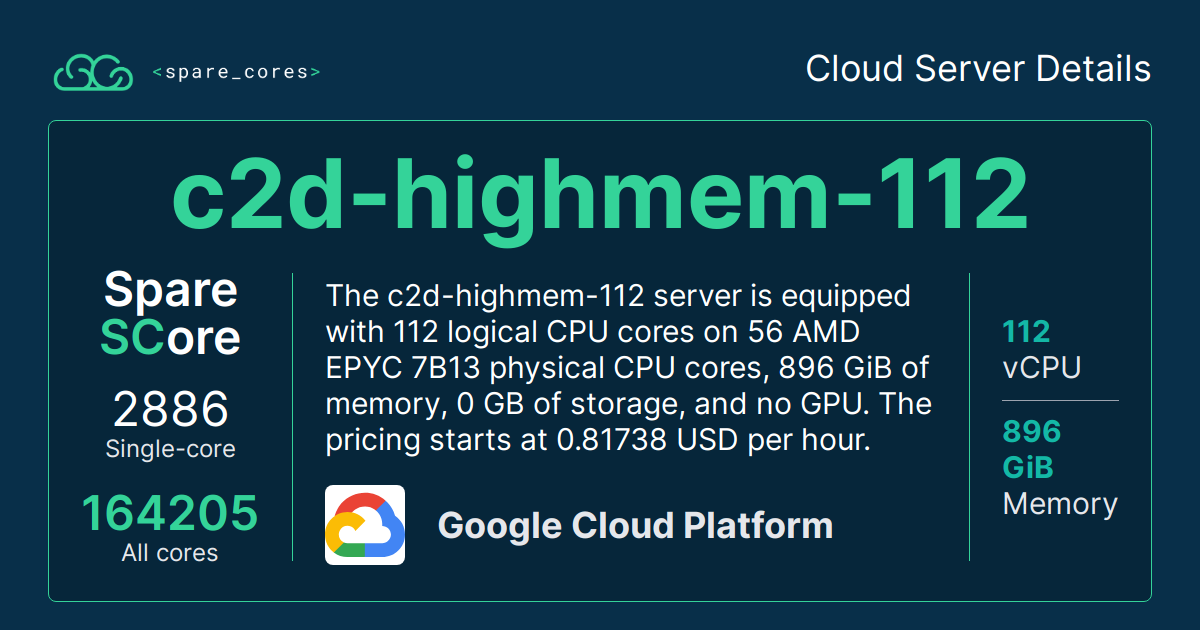 <spare_cores>
Cloud Server Details
c2d-highmem-112
Spare
SCore
2886
Single-core
164205
All cores
The c2d-highmem-112 server is equipped
with 112 logical CPU cores on 56 AMD
EPYC 7B13 physical CPU cores, 896 GiB of
memory, 0 GB of storage, and no GPU. The
pricing starts at 0.81738 USD per hour.
Google Cloud Platform
112
vCPU
896
GiB
Memory